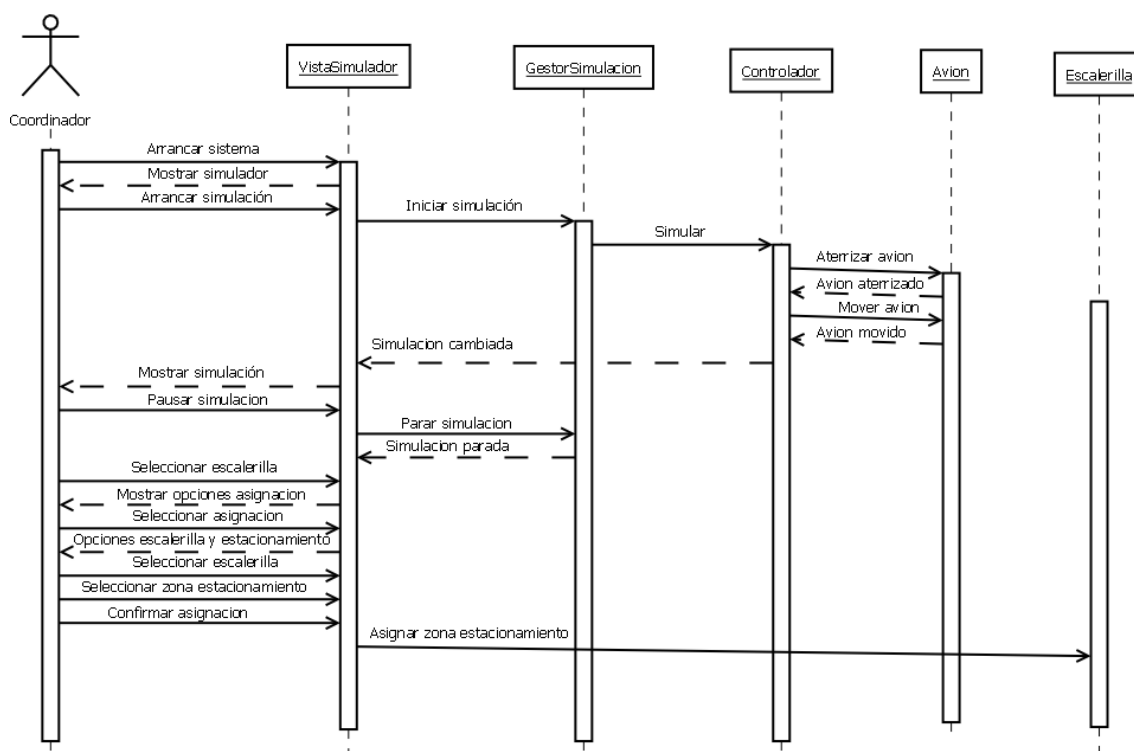 VistaSimulador
GestorSimulacion
Controlador
Avion
Escalerilla
Coordinador
Arrancar sistema
Mostrar simulador
Arrancar simulación
Iniciar simulación
Simular
Aterrizar avion
Avion aterrizado
Mover avion
Avion movido
Simulacion cambiada
Mostrar simulación
Pausar simulacion
Parar simulacion
Simulacion parada
Seleccionar escalerilla
Mostrar opciones asignacion
Seleccionar asignacion
Opciones escalerilla y estacionamiento
Seleccionar escalerilla
Seleccionar zona estacionamiento
Confirmar asignacion
Asignar zona estacionamiento